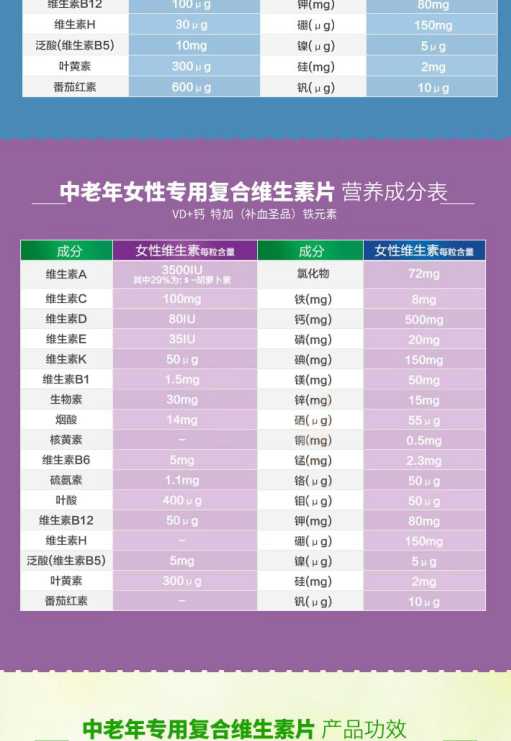 维生素B12 100μg 钾(mg) 80mg
维生素H 30μg 硼(μg) 150mg
泛酸(维生素B5) 10mg 镍(μg) 5μg
叶黄素 300μg 硅(mg) 2mg
番茄红素 600μg 钒(μg) 10μg
中老年女性专用复合维生素片 营养成分表
VD+钙 特加（补血圣品）铁元素
成分 女性维生素每粒含量 成分 女性维生素每粒含量
维生素A 3500IU 氯化物 72mg
其中29%为:β-胡萝卜素
维生素C 100mg 铁(mg) 8mg
维生素D 80IU 钙(mg) 500mg
维生素E 35IU 磷(mg) 20mg
维生素K 50μg 碘(mg) 150mg
维生素B1 1.5mg 镁(mg) 50mg
生物素 30mg 锌(mg) 15mg
烟酸 14mg 硒(μg) 55μg
核黄素 – 铜(mg) 0.5mg
维生素B6 5mg 锰(mg) 2.3mg
硫氨素 1.1mg 铬(μg) 50μg
叶酸 400μg 钼(μg) 50μg
维生素B12 50μg 钾(mg) 80mg
维生素H – 硼(μg) 150mg
泛酸(维生素B5) 5mg 镍(μg) 5μg
叶黄素 300μg 硅(mg) 2mg
番茄红素 – 钒(μg) 10μg
中老年专用复合维生素片 产品功效